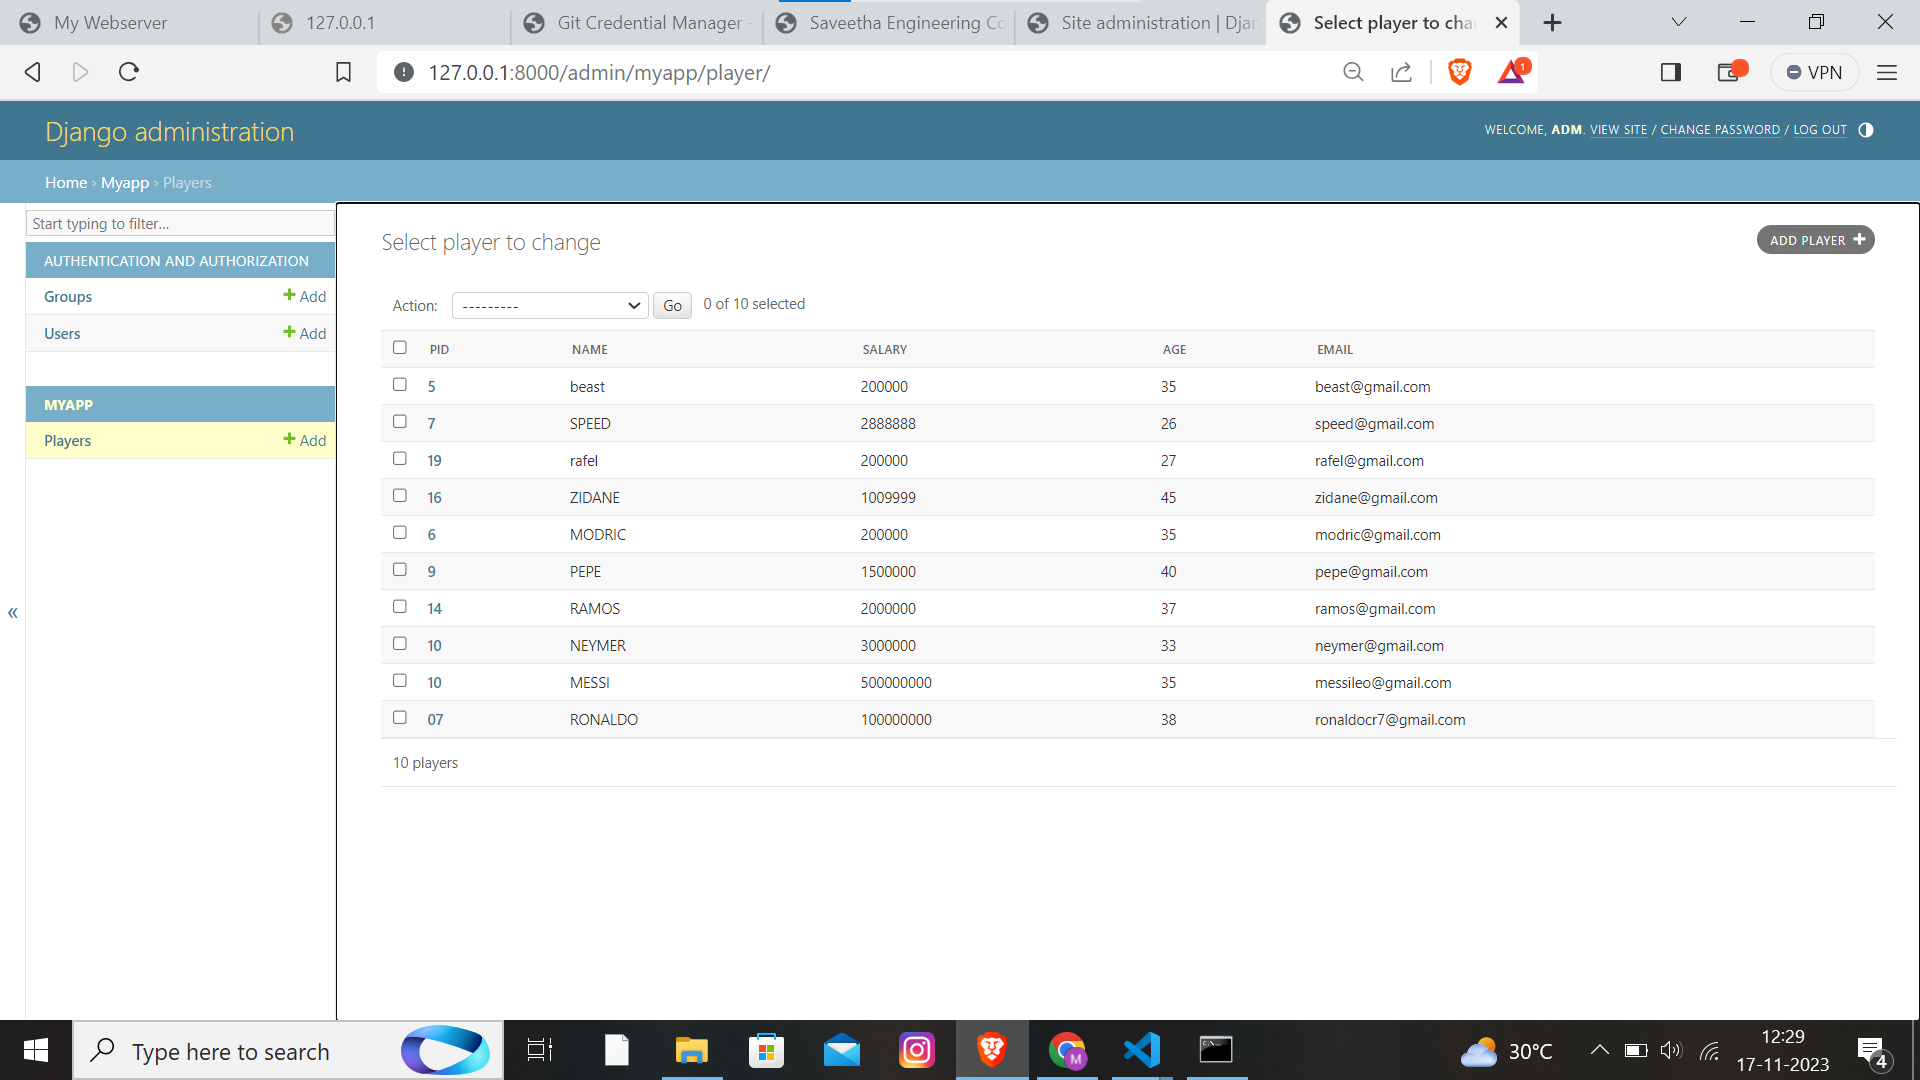 My Webserver
127.0.0.1
Git Credential Manager -
Saveetha Engineering Co
Site administration | Djan
Select player to cha
127.0.0.1:8000/admin/myapp/player/
1
VPN
Django administration
WELCOME, ADM. VIEW SITE / CHANGE PASSWORD / LOG OUT
Home › Myapp › Players
Start typing to filter...
AUTHENTICATION AND AUTHORIZATION
Groups + Add
Users + Add
MYAPP
Players + Add
«
Select player to change
ADD PLAYER +
Action: --------- Go 0 of 10 selected
PID NAME SALARY AGE EMAIL
5 beast 200000 35 beast@gmail.com
7 SPEED 2888888 26 speed@gmail.com
19 rafel 200000 27 rafel@gmail.com
16 ZIDANE 1009999 45 zidane@gmail.com
6 MODRIC 200000 35 modric@gmail.com
9 PEPE 1500000 40 pepe@gmail.com
14 RAMOS 2000000 37 ramos@gmail.com
10 NEYMER 3000000 33 neymer@gmail.com
10 MESSI 500000000 35 messileo@gmail.com
07 RONALDO 100000000 38 ronaldocr7@gmail.com
10 players
Type here to search
M
30°C
12:29
17-11-2023
4